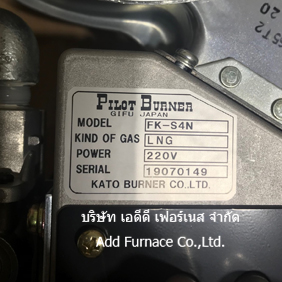 PILOT BURNER
GIFU JAPAN
MODEL FK-S4N
KIND OF GAS LNG
POWER 220V
SERIAL 19070149
KATO BURNER CO.,LTD.
บริษัท เอดีดี เฟอร์เนส จำกัด
Add Furnace Co.,Ltd.